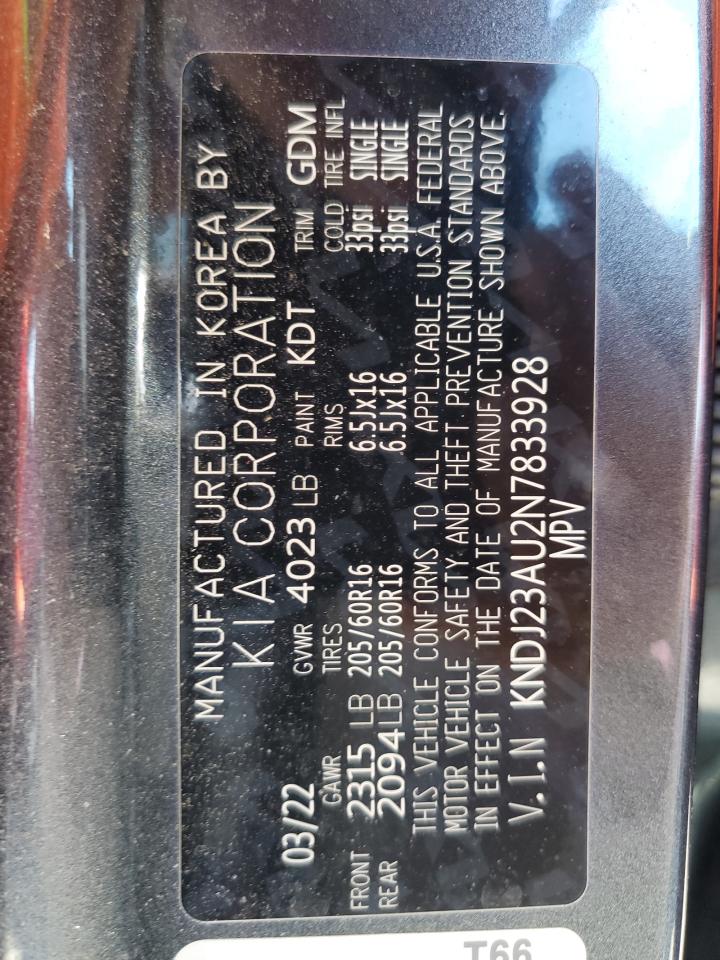 MANUFACTURED IN KOREA BY
KIA CORPORATION
03/22 GVWR 4023 LB PAINT KDT TRIM GDM
GAWR TIRES RIMS COLD TIRE INFL
FRONT 2315 LB 205/60R16 6.5Jx16 33psi SINGLE
REAR 2094 LB 205/60R16 6.5Jx16 33psi SINGLE
THIS VEHICLE CONFORMS TO ALL APPLICABLE U.S.A. FEDERAL
MOTOR VEHICLE SAFETY AND THEFT PREVENTION STANDARDS
IN EFFECT ON THE DATE OF MANUFACTURE SHOWN ABOVE.
V.I.N KNDJ23AU2N7833928
MPV
T66